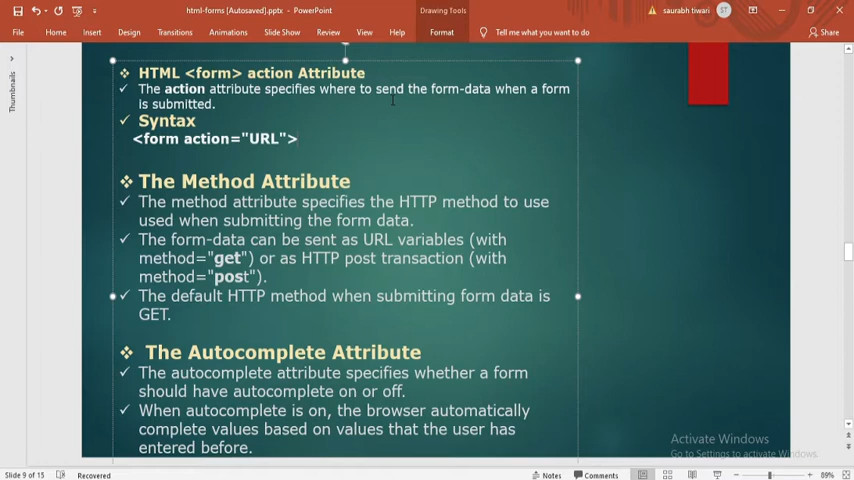 html-forms [Autosaved].pptx - PowerPoint
Drawing Tools
saurabh tiwari
ST
File Home Insert Design Transitions Animations Slide Show Review View Help Format Tell me what you want to do Share
Thumbnails
HTML <form> action Attribute
The action attribute specifies where to send the form-data when a form
is submitted.
Syntax
<form action="URL">
The Method Attribute
The method attribute specifies the HTTP method to use
used when submitting the form data.
The form-data can be sent as URL variables (with
method="get") or as HTTP post transaction (with
method="post").
The default HTTP method when submitting form data is
GET.
The Autocomplete Attribute
The autocomplete attribute specifies whether a form
should have autocomplete on or off.
When autocomplete is on, the browser automatically
complete values based on values that the user has
entered before.
Activate Windows
Go to Settings to activate Windows.
Slide 9 of 15 Recovered Notes Comments 89%